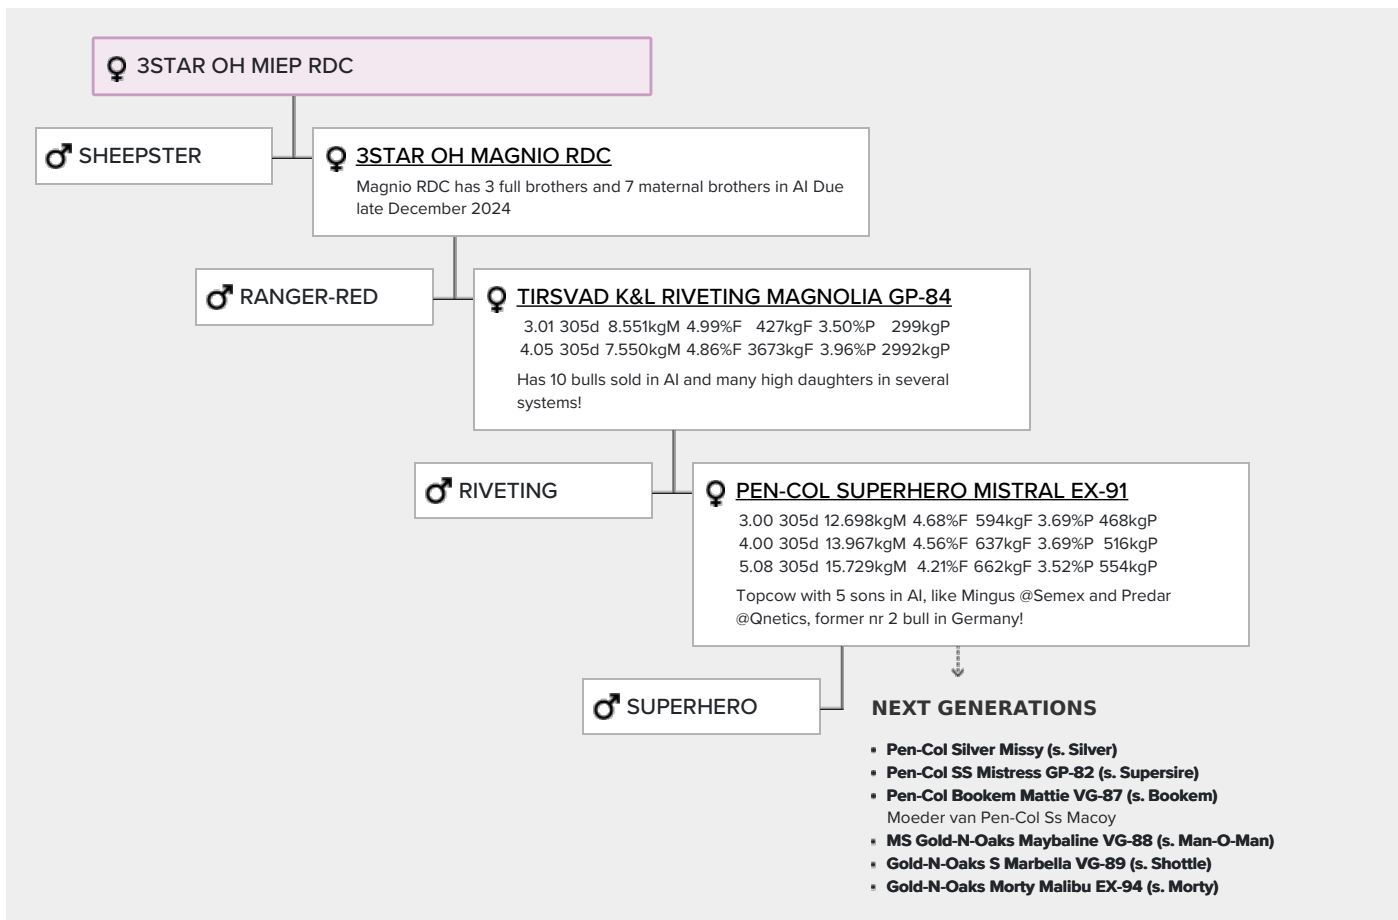 3STAR OH MIEP RDC
SHEEPSTER
3STAR OH MAGNIO RDC
Magnio RDC has 3 full brothers and 7 maternal brothers in AI Due
late December 2024
RANGER-RED
TIRSVAD K&L RIVETING MAGNOLIA GP-84
3.01 305d 8.551kgM 4.99%F 427kgF 3.50%P 299kgP
4.05 305d 7.550kgM 4.86%F 3673kgF 3.96%P 2992kgP
Has 10 bulls sold in AI and many high daughters in several
systems!
RIVETING
PEN-COL SUPERHERO MISTRAL EX-91
3.00 305d 12.698kgM 4.68%F 594kgF 3.69%P 468kgP
4.00 305d 13.967kgM 4.56%F 637kgF 3.69%P 516kgP
5.08 305d 15.729kgM 4.21%F 662kgF 3.52%P 554kgP
Topcow with 5 sons in AI, like Mingus @Semex and Predar
@Qnetics, former nr 2 bull in Germany!
SUPERHERO
NEXT GENERATIONS
Pen-Col Silver Missy (s. Silver)
Pen-Col SS Mistress GP-82 (s. Supersire)
Pen-Col Bookem Mattie VG-87 (s. Bookem)
Moeder van Pen-Col Ss Macoy
MS Gold-N-Oaks Maybaline VG-88 (s. Man-O-Man)
Gold-N-Oaks S Marbella VG-89 (s. Shottle)
Gold-N-Oaks Morty Malibu EX-94 (s. Morty)